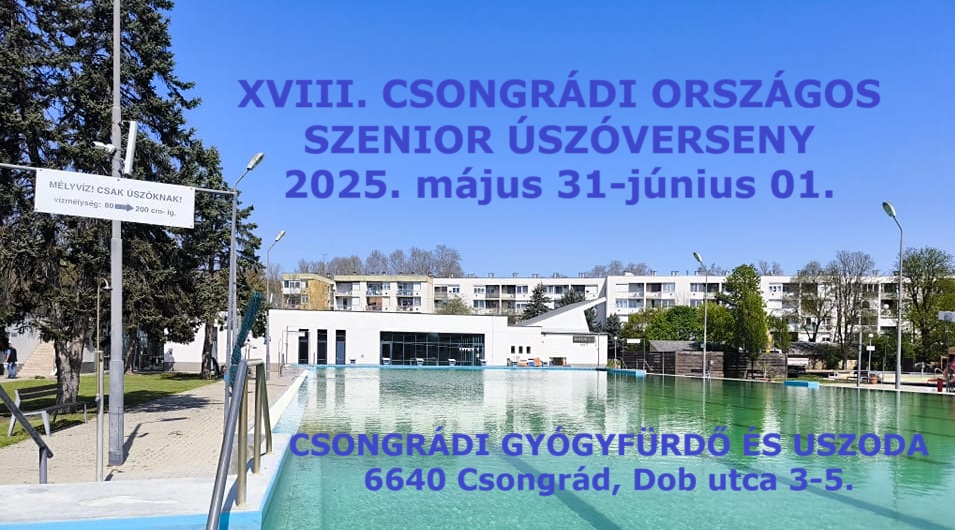 XVIII. CSONGRÁDI ORSZÁGOS
SZENIOR ÚSZÓVERSENY
2025. május 31-június 01.
MÉLYVÍZ! CSAK ÚSZÓKNAK!
vízmélység: 80 200 cm- ig.
CSONGRÁDI GYÓGYFÜRDŐ ÉS USZODA
6640 Csongrád, Dob utca 3-5.